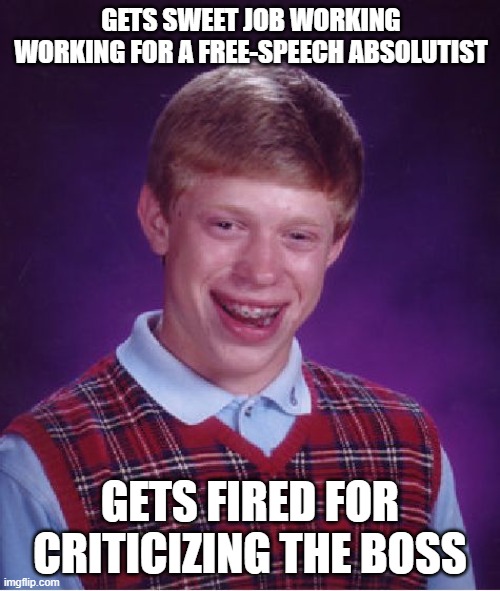 GETS SWEET JOB WORKING
WORKING FOR A FREE-SPEECH ABSOLUTIST
GETS FIRED FOR
CRITICIZING THE BOSS
imgflip.com